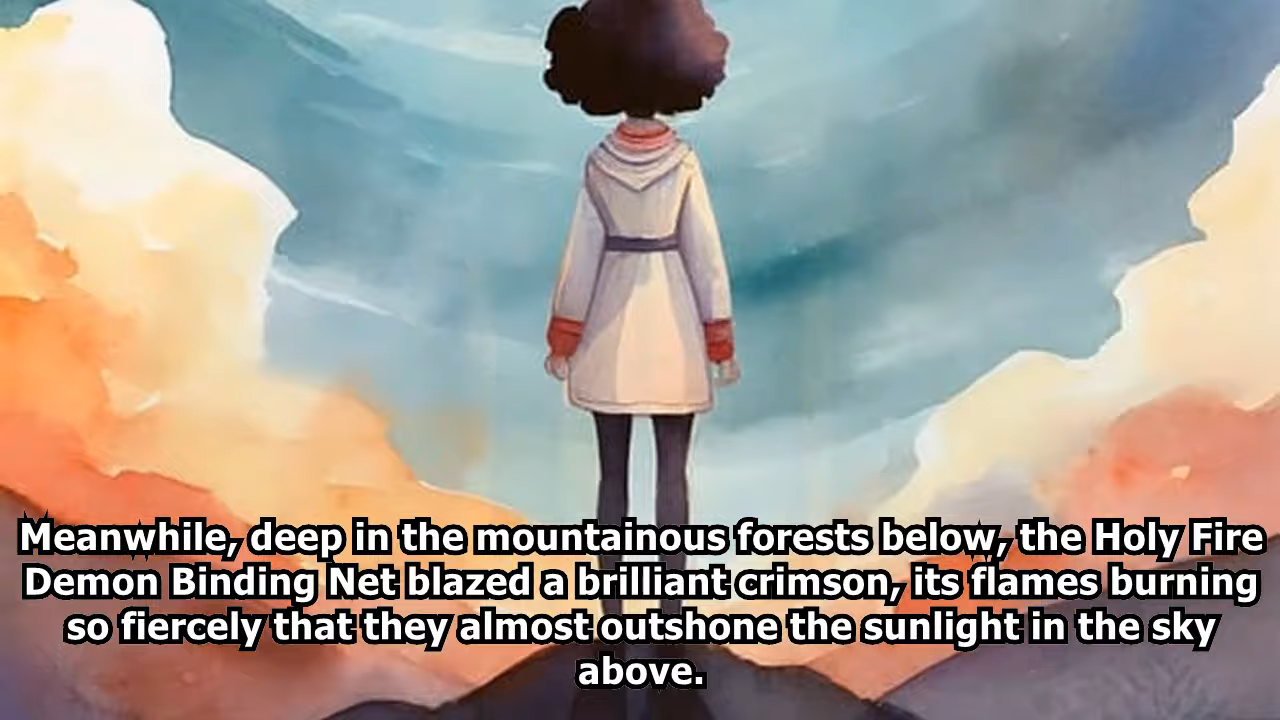 Meanwhile, deep in the mountainous forests below, the Holy Fire
Demon Binding Net blazed a brilliant crimson, its flames burning
so fiercely that they almost outshone the sunlight in the sky
above.